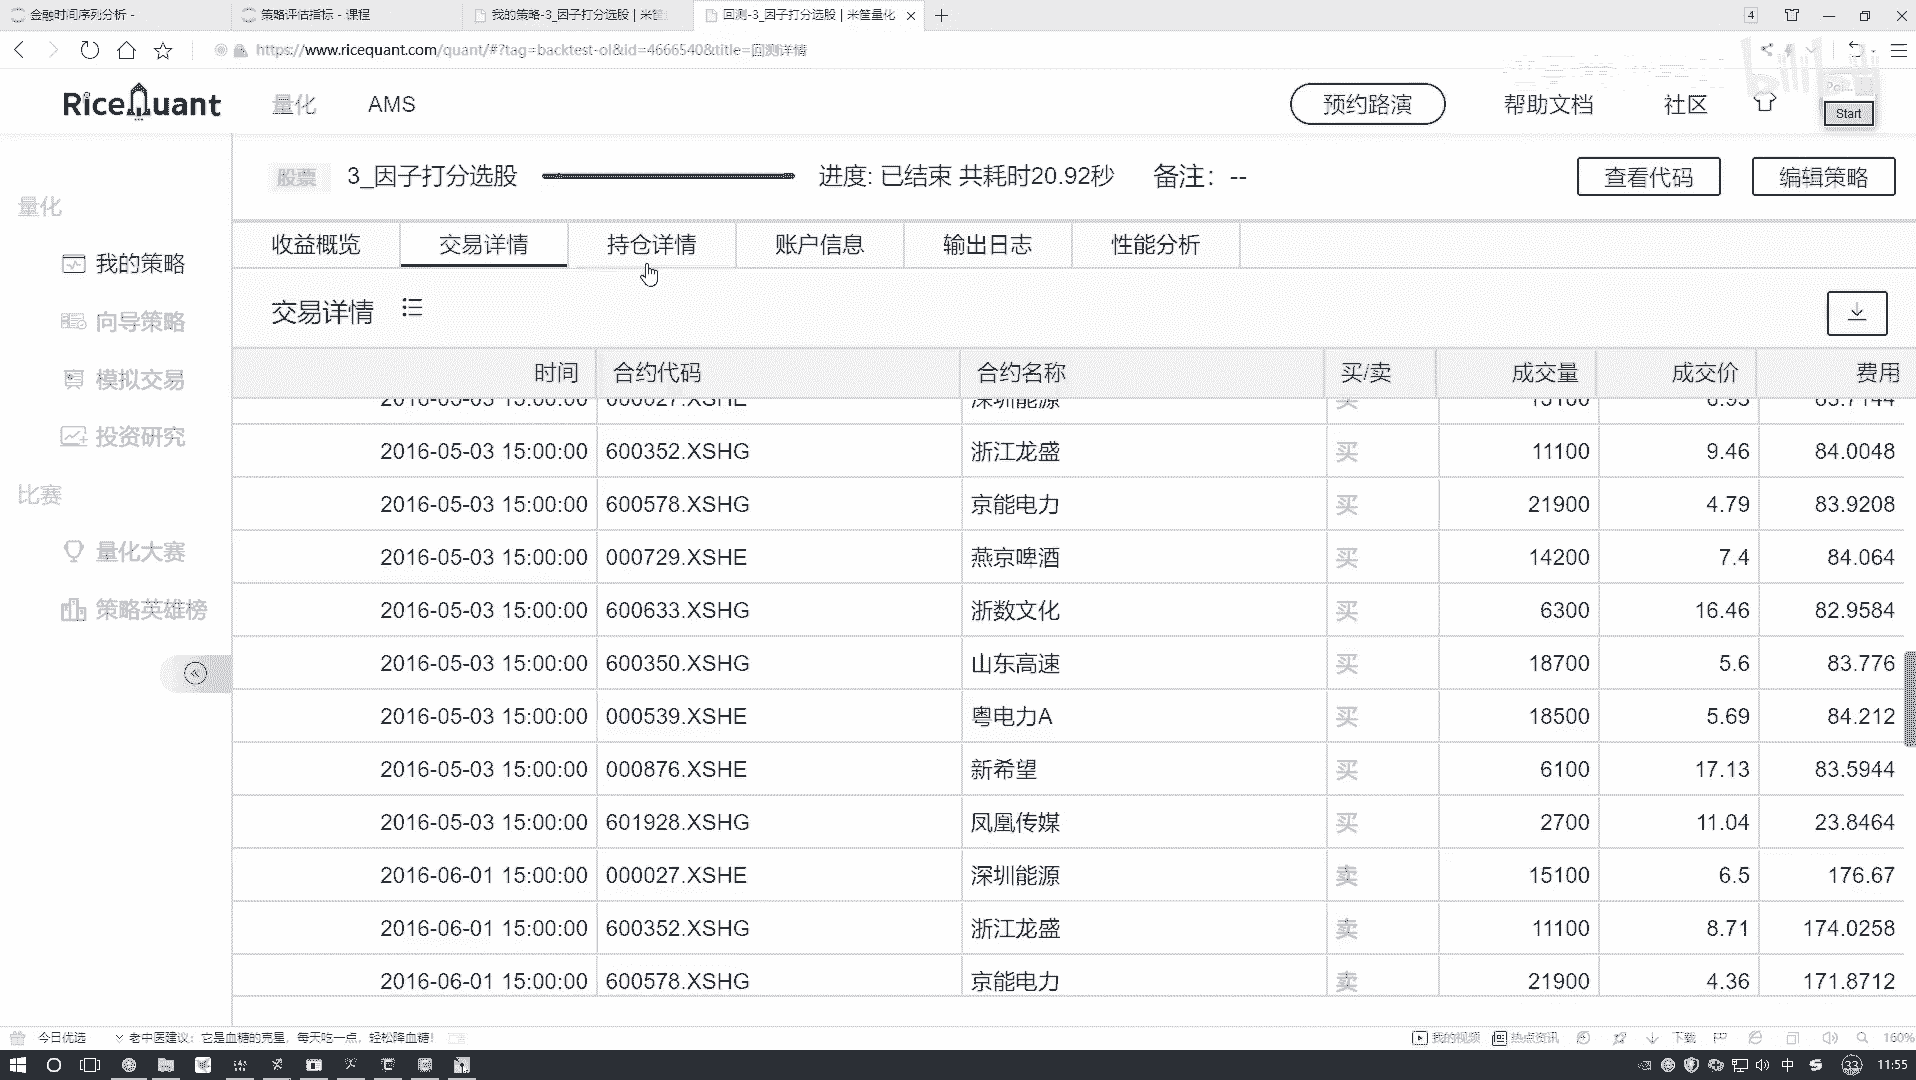 金融时间序列分析 -
策略评估指标 - 课程
我的策略-3_因子打分选股 | 米筐
回测-3_因子打分选股 | 米筐量化
4
https://www.ricequant.com/quant/#?tag=backtest-ol&id=4666540&title=回测详情
RiceQuant
量化
AMS
预约路演
帮助文档
社区
Start
股票
3_因子打分选股
进度: 已结束 共耗时20.92秒
备注：--
查看代码
编辑策略
量化
我的策略
向导策略
模拟交易
投资研究
比赛
量化大赛
策略英雄榜
收益概览
交易详情
持仓详情
账户信息
输出日志
性能分析
交易详情
时间 合约代码 合约名称 买/卖 成交量 成交价 费用
2016-05-03 15:00:00 000027.XSHE 深圳能源 买 15100 6.95 83.7144
2016-05-03 15:00:00 600352.XSHG 浙江龙盛 买 11100 9.46 84.0048
2016-05-03 15:00:00 600578.XSHG 京能电力 买 21900 4.79 83.9208
2016-05-03 15:00:00 000729.XSHE 燕京啤酒 买 14200 7.4 84.064
2016-05-03 15:00:00 600633.XSHG 浙数文化 买 6300 16.46 82.9584
2016-05-03 15:00:00 600350.XSHG 山东高速 买 18700 5.6 83.776
2016-05-03 15:00:00 000539.XSHE 粤电力A 买 18500 5.69 84.212
2016-05-03 15:00:00 000876.XSHE 新希望 买 6100 17.13 83.5944
2016-05-03 15:00:00 601928.XSHG 凤凰传媒 买 2700 11.04 23.8464
2016-06-01 15:00:00 000027.XSHE 深圳能源 卖 15100 6.5 176.67
2016-06-01 15:00:00 600352.XSHG 浙江龙盛 卖 11100 8.71 174.0258
2016-06-01 15:00:00 600578.XSHG 京能电力 卖 21900 4.36 171.8712
今日优选
老中医建议：它是血糖的克星，每天吃一点，轻松降血糖！
我的视频
热点资讯
下载
160%
中
33
11:55